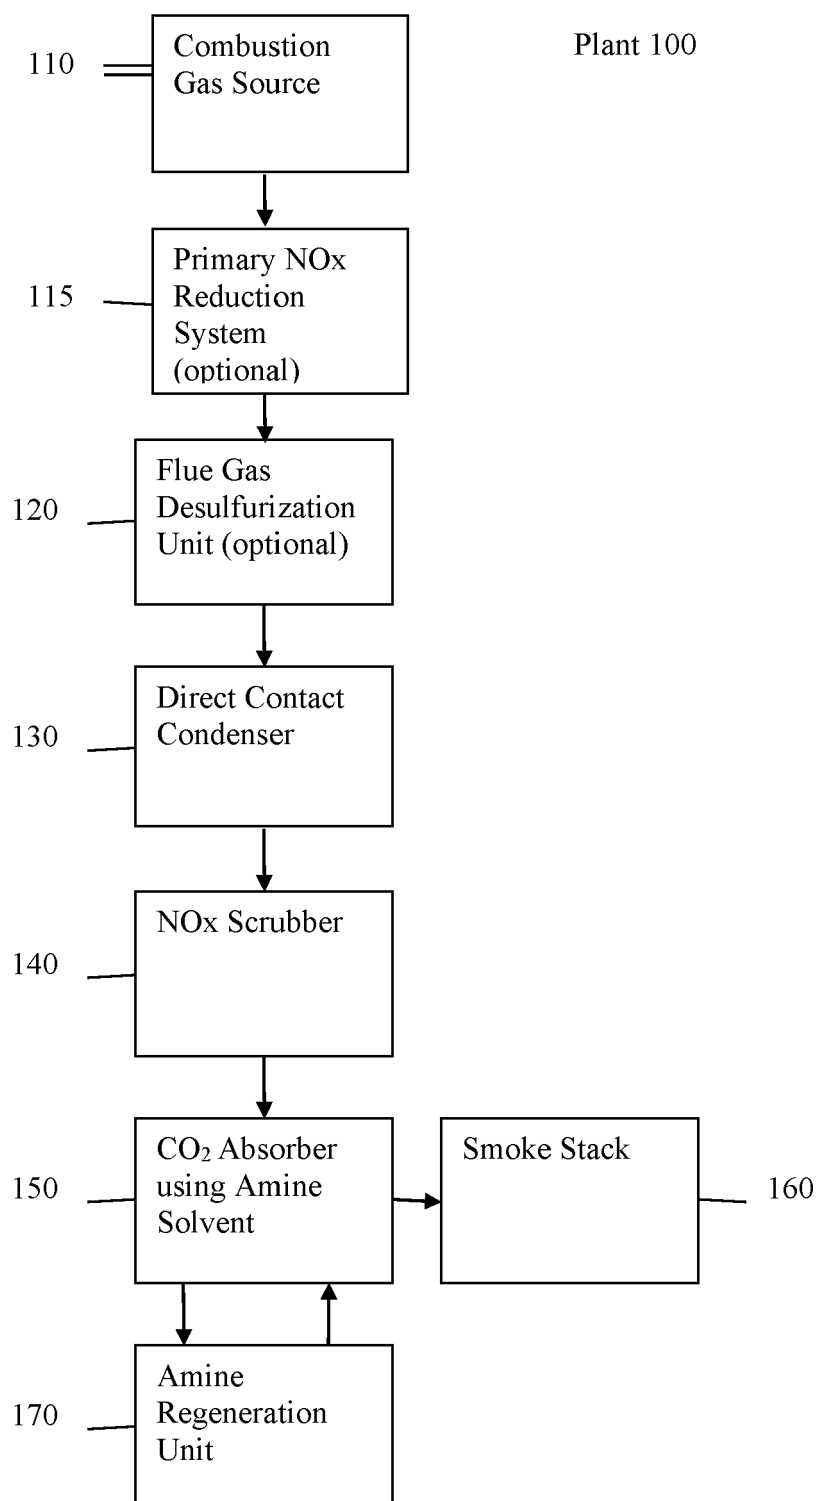 Plant 100
110
Combustion
Gas Source
115
Primary NOx
Reduction
System
(optional)
120
Flue Gas
Desulfurization
Unit (optional)
130
Direct Contact
Condenser
140
NOx Scrubber
150
CO₂ Absorber
using Amine
Solvent
Smoke Stack
160
170
Amine
Regeneration
Unit